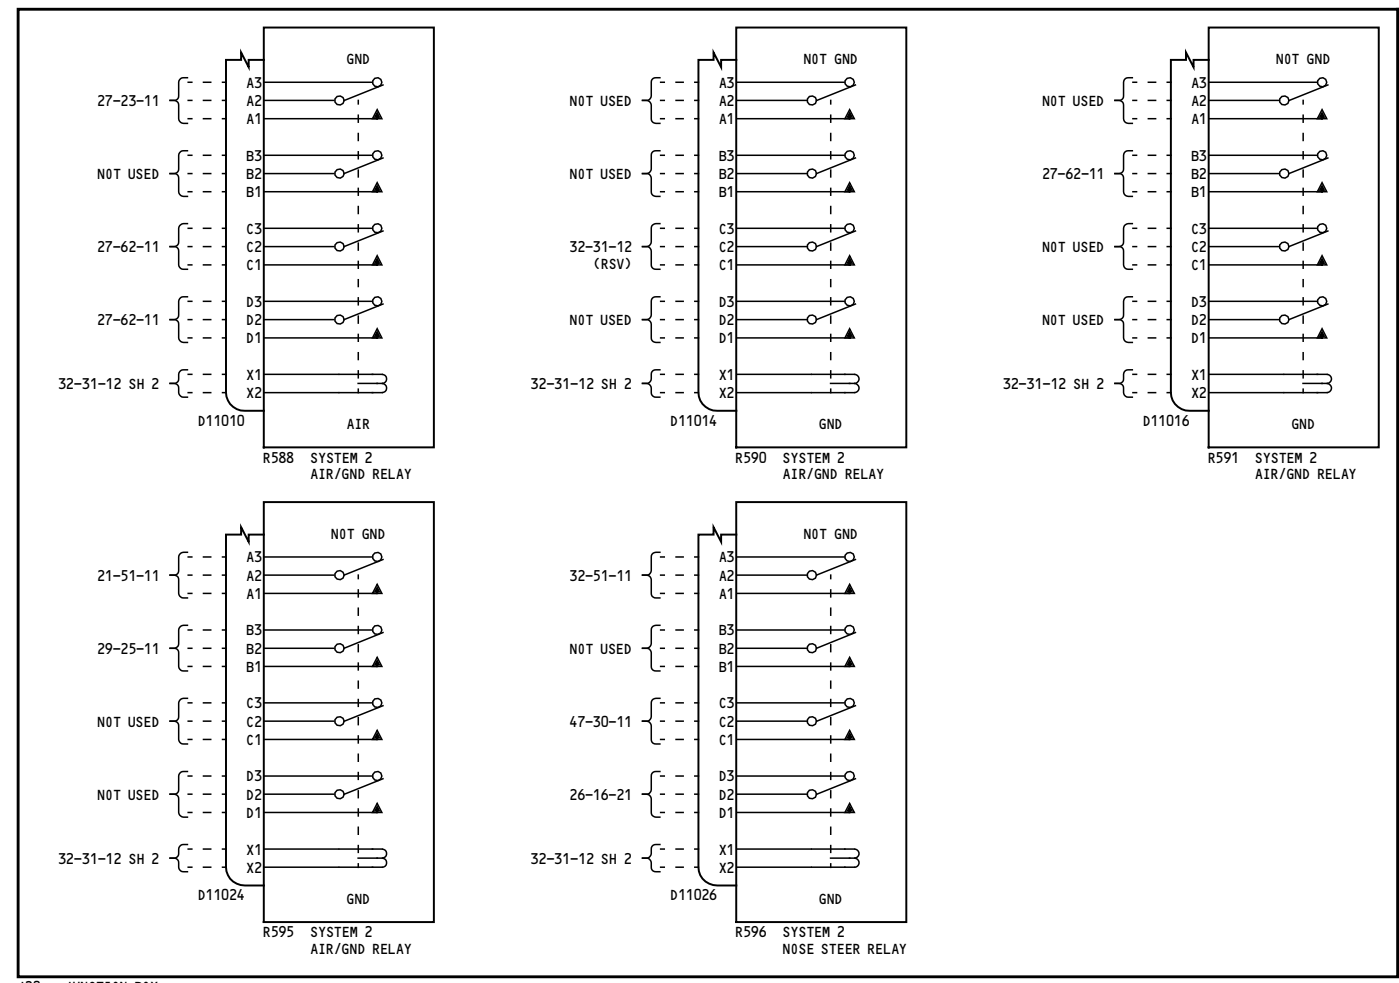 GND
A3
27-23-11
A2
A1
B3
NOT USED
B2
B1
C3
27-62-11
C2
C1
D3
27-62-11
D2
D1
X1
32-31-12 SH 2
X2
D11010
AIR
R588 SYSTEM 2
AIR/GND RELAY
NOT GND
A3
NOT USED
A2
A1
B3
NOT USED
B2
B1
C3
32-31-12
C2
(RSV)
C1
D3
NOT USED
D2
D1
X1
32-31-12 SH 2
X2
D11014
GND
R590 SYSTEM 2
AIR/GND RELAY
NOT GND
A3
NOT USED
A2
A1
B3
27-62-11
B2
B1
C3
NOT USED
C2
C1
D3
NOT USED
D2
D1
X1
32-31-12 SH 2
X2
D11016
GND
R591 SYSTEM 2
AIR/GND RELAY
NOT GND
A3
21-51-11
A2
A1
B3
29-25-11
B2
B1
C3
NOT USED
C2
C1
D3
NOT USED
D2
D1
X1
32-31-12 SH 2
X2
D11024
GND
R595 SYSTEM 2
AIR/GND RELAY
NOT GND
A3
32-51-11
A2
A1
B3
NOT USED
B2
B1
C3
47-30-11
C2
C1
D3
26-16-21
D2
D1
X1
32-31-12 SH 2
X2
D11026
GND
R596 SYSTEM 2
NOSE STEER RELAY